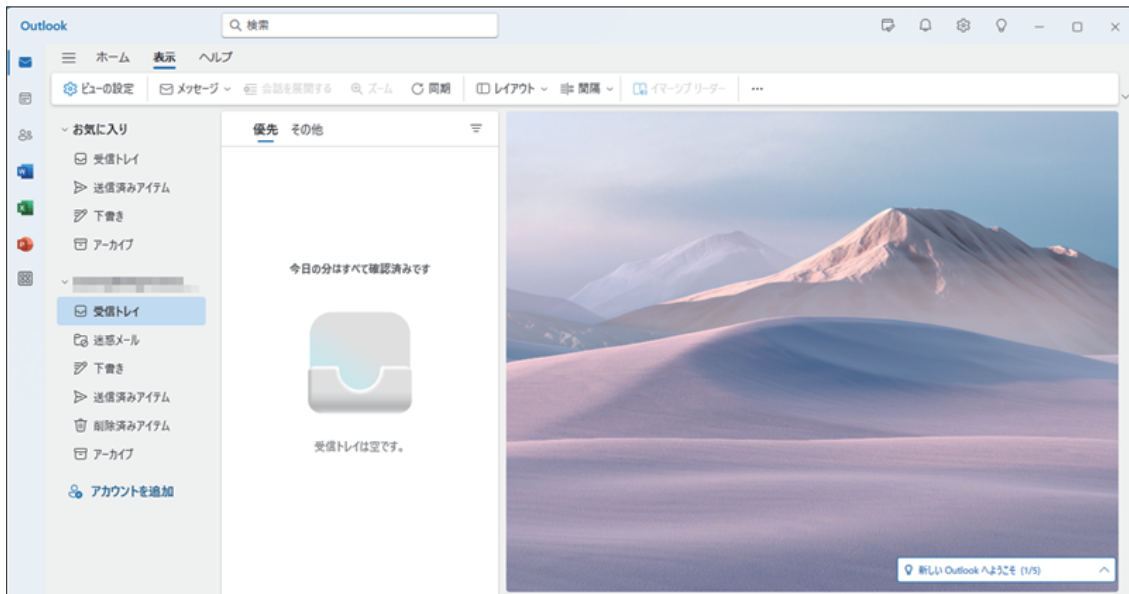 Outlook
検索
ホーム 表示 ヘルプ
ビューの設定 メッセージ 会話を展開する ズーム 同期 レイアウト 間隔 イマーシブ リーダー ...
お気に入り
受信トレイ
送信済みアイテム
下書き
アーカイブ
受信トレイ
迷惑メール
下書き
送信済みアイテム
削除済みアイテム
アーカイブ
アカウントを追加
優先 その他
今日の分はすべて確認済みです
受信トレイは空です。
新しい Outlook へようこそ (1/5)